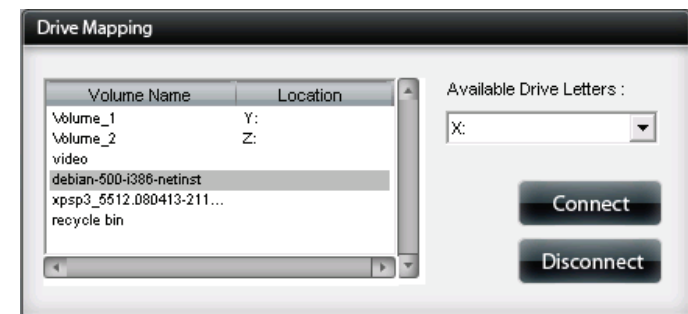 Drive Mapping
Volume Name Location
Volume_1 Y:
Volume_2 Z:
video
debian-500-i386-netinst
xpsp3_5512.080413-211...
recycle bin
Available Drive Letters :
X:
Connect
Disconnect